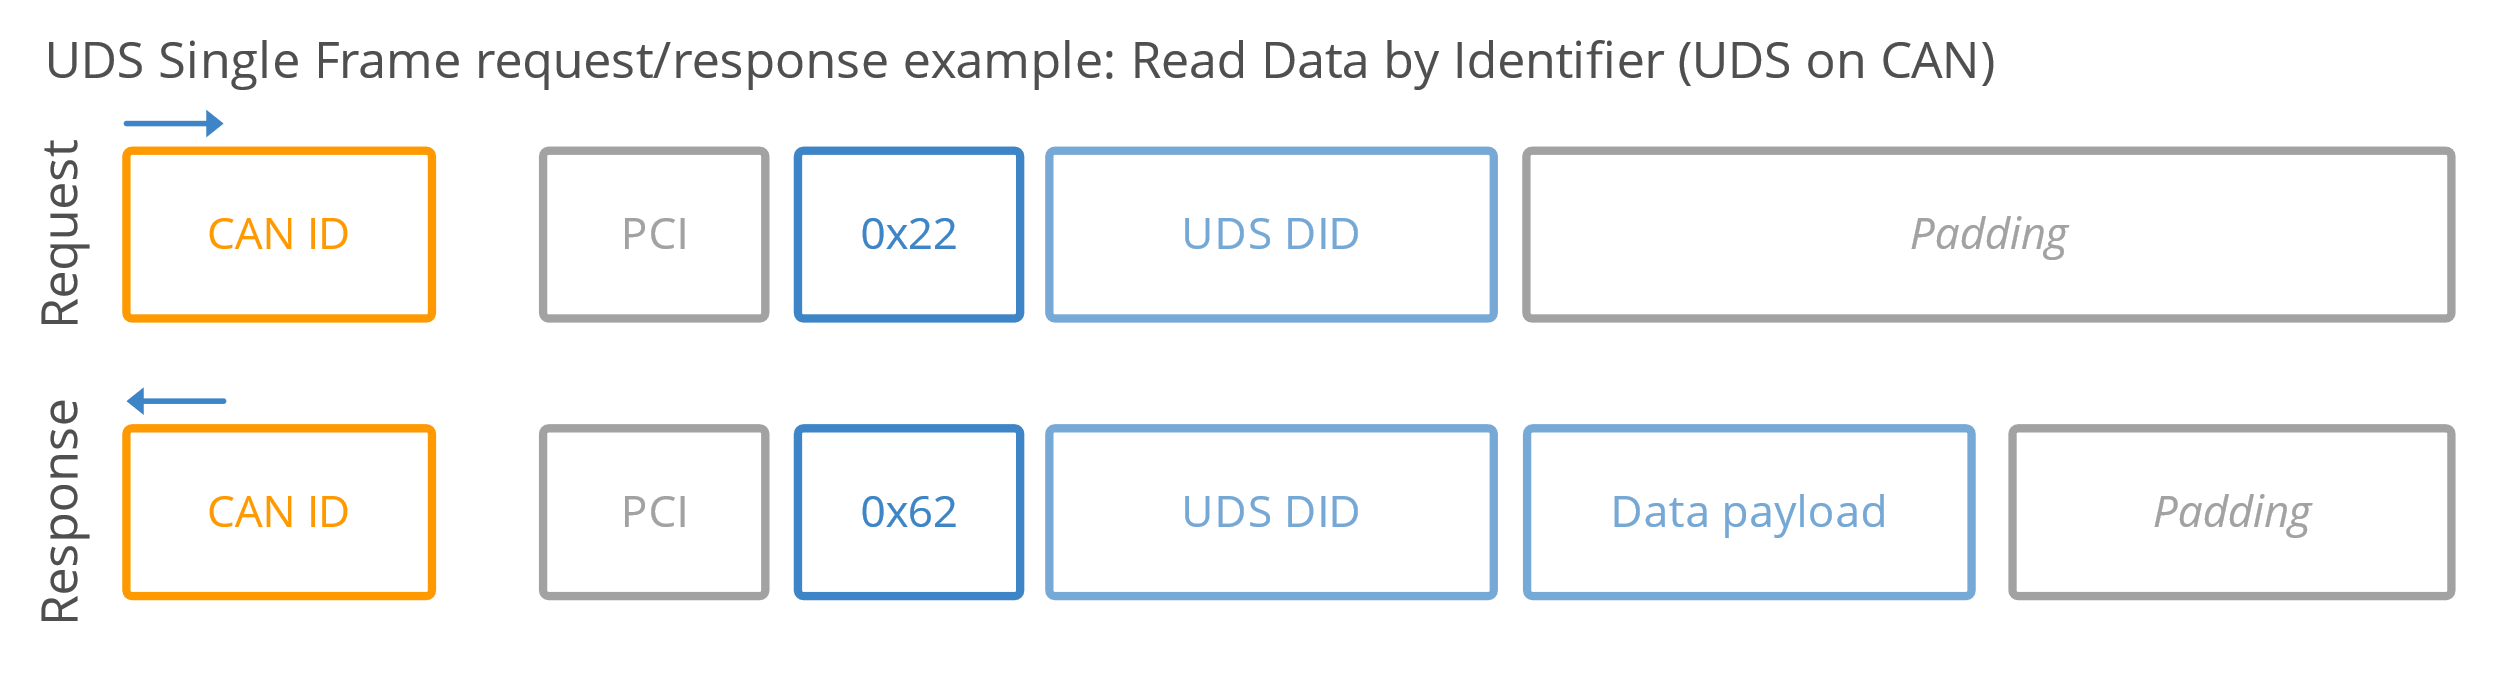 UDS Single Frame request/response example: Read Data by Identifier (UDS on CAN)
Request
CAN ID
PCI
0x22
UDS DID
Padding
Response
CAN ID
PCI
0x62
UDS DID
Data payload
Padding